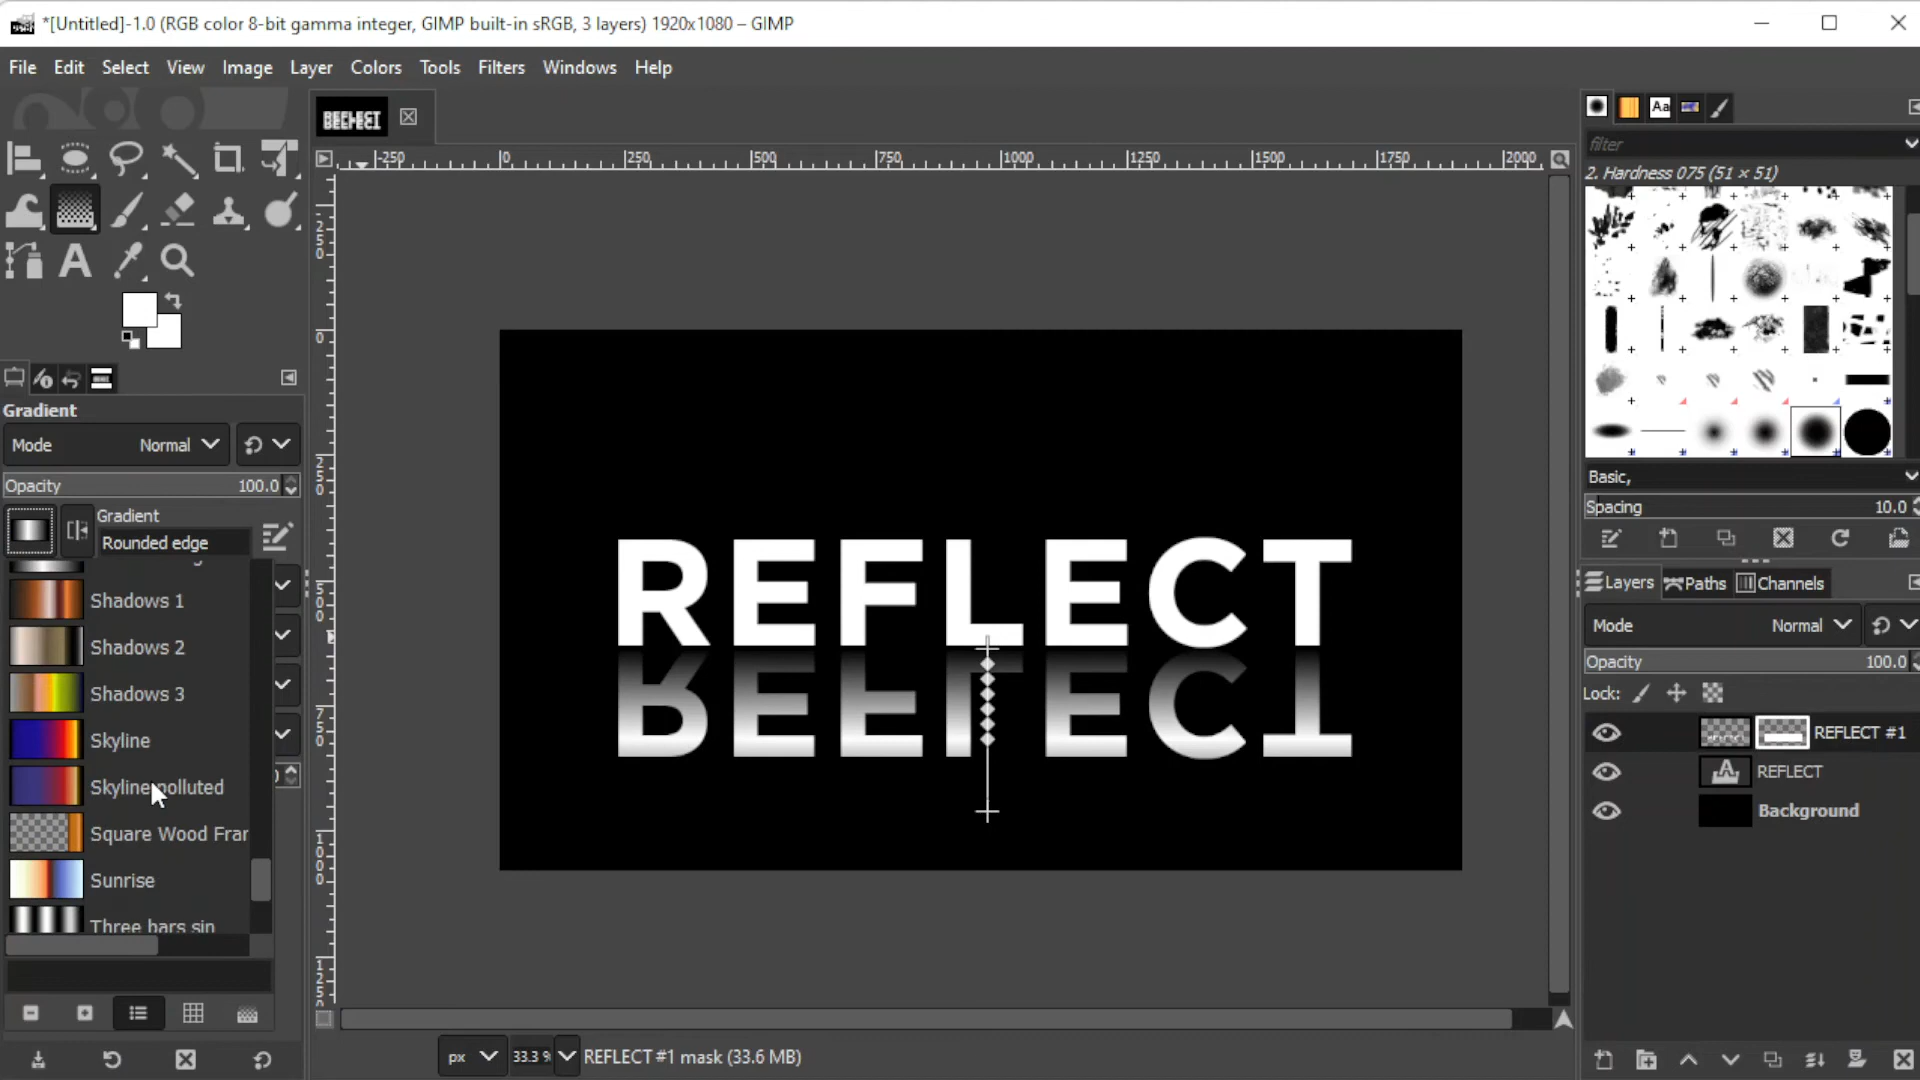 *[Untitled]-1.0 (RGB color 8-bit gamma integer, GIMP built-in sRGB, 3 layers) 1920x1080 – GIMP
File Edit Select View Image Layer Colors Tools Filters Windows Help
filter
-250 0 250 500 750 1000 1250 1500 1750 2000
2. Hardness 075 (51 × 51)
Gradient
Mode Normal
Opacity 100.0
Gradient
Rounded edge
Shadows 1
Shadows 2
Shadows 3
Skyline
Skyline polluted
Square Wood Frar
Sunrise
Three bars sin
REFLECT
Basic,
Spacing 10.0
Layers Paths Channels
Mode Normal
Opacity 100.0
Lock:
REFLECT #1
REFLECT
Background
px 33.3 % REFLECT #1 mask (33.6 MB)